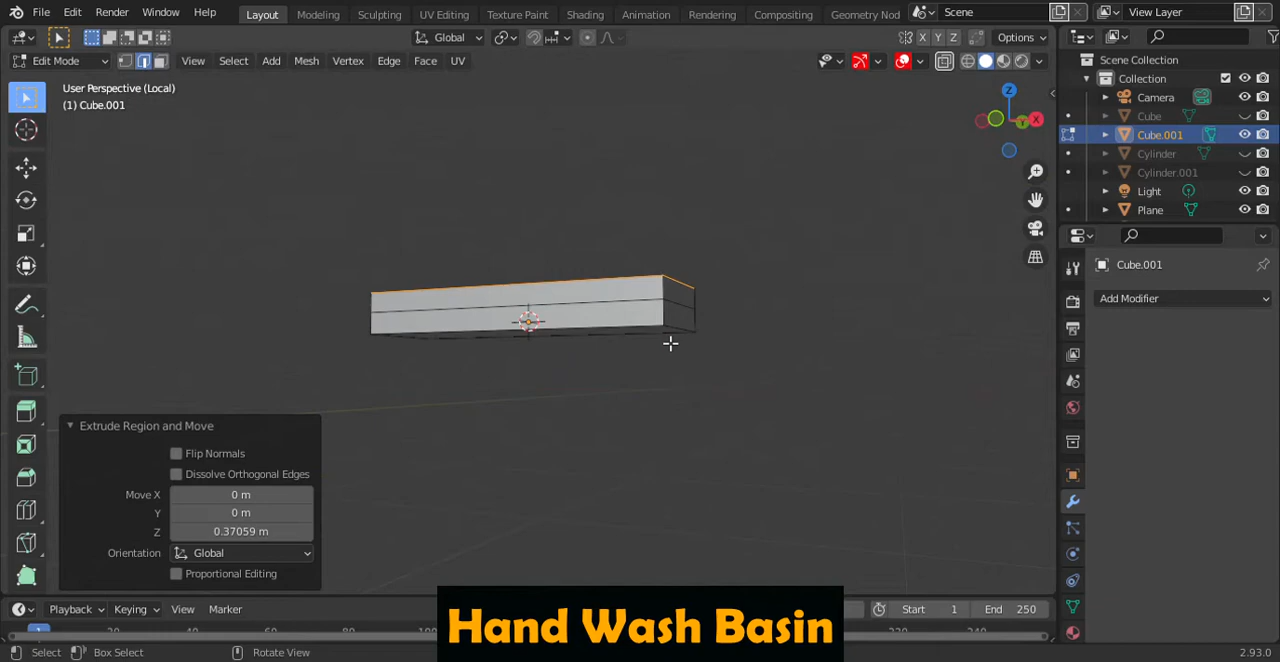 File Edit Render Window Help Layout Modeling Sculpting UV Editing Texture Paint Shading Animation Rendering Compositing Geometry Nod Scene View Layer
Global Options
Edit Mode View Select Add Mesh Vertex Edge Face UV X Y Z
User Perspective (Local)
(1) Cube.001
Z
Y
X
Scene Collection
Collection
Camera
Cube
Cube.001
Cylinder
Cylinder.001
Light
Plane
Cube.001
Add Modifier
Extrude Region and Move
Flip Normals
Dissolve Orthogonal Edges
Move X 0 m
Y 0 m
Z 0.37059 m
Orientation Global
Proportional Editing
Playback Keying View Marker Start 1 End 250
1
Hand Wash Basin
Select Box Select Rotate View 2.93.0